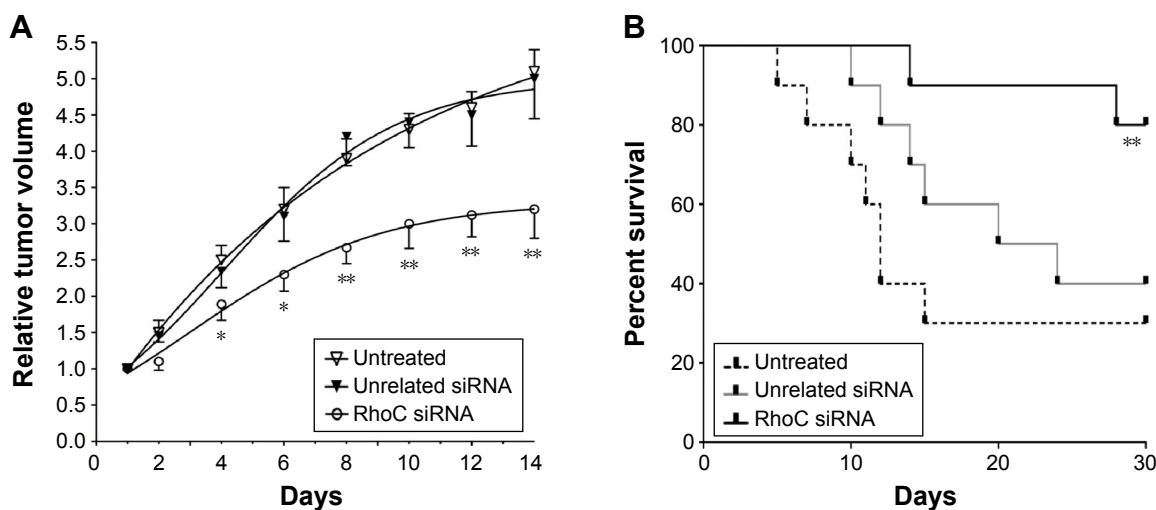 A
Relative tumor volume
5.5
5.0
4.5
4.0
3.5
3.0
2.5
2.0
1.5
1.0
0.5
0.0
* * ** ** ** **
Untreated
Unrelated siRNA
RhoC siRNA
0 2 4 6 8 10 12 14
Days
B
Percent survival
100
80
60
40
20
0
**
Untreated
Unrelated siRNA
RhoC siRNA
0 10 20 30
Days